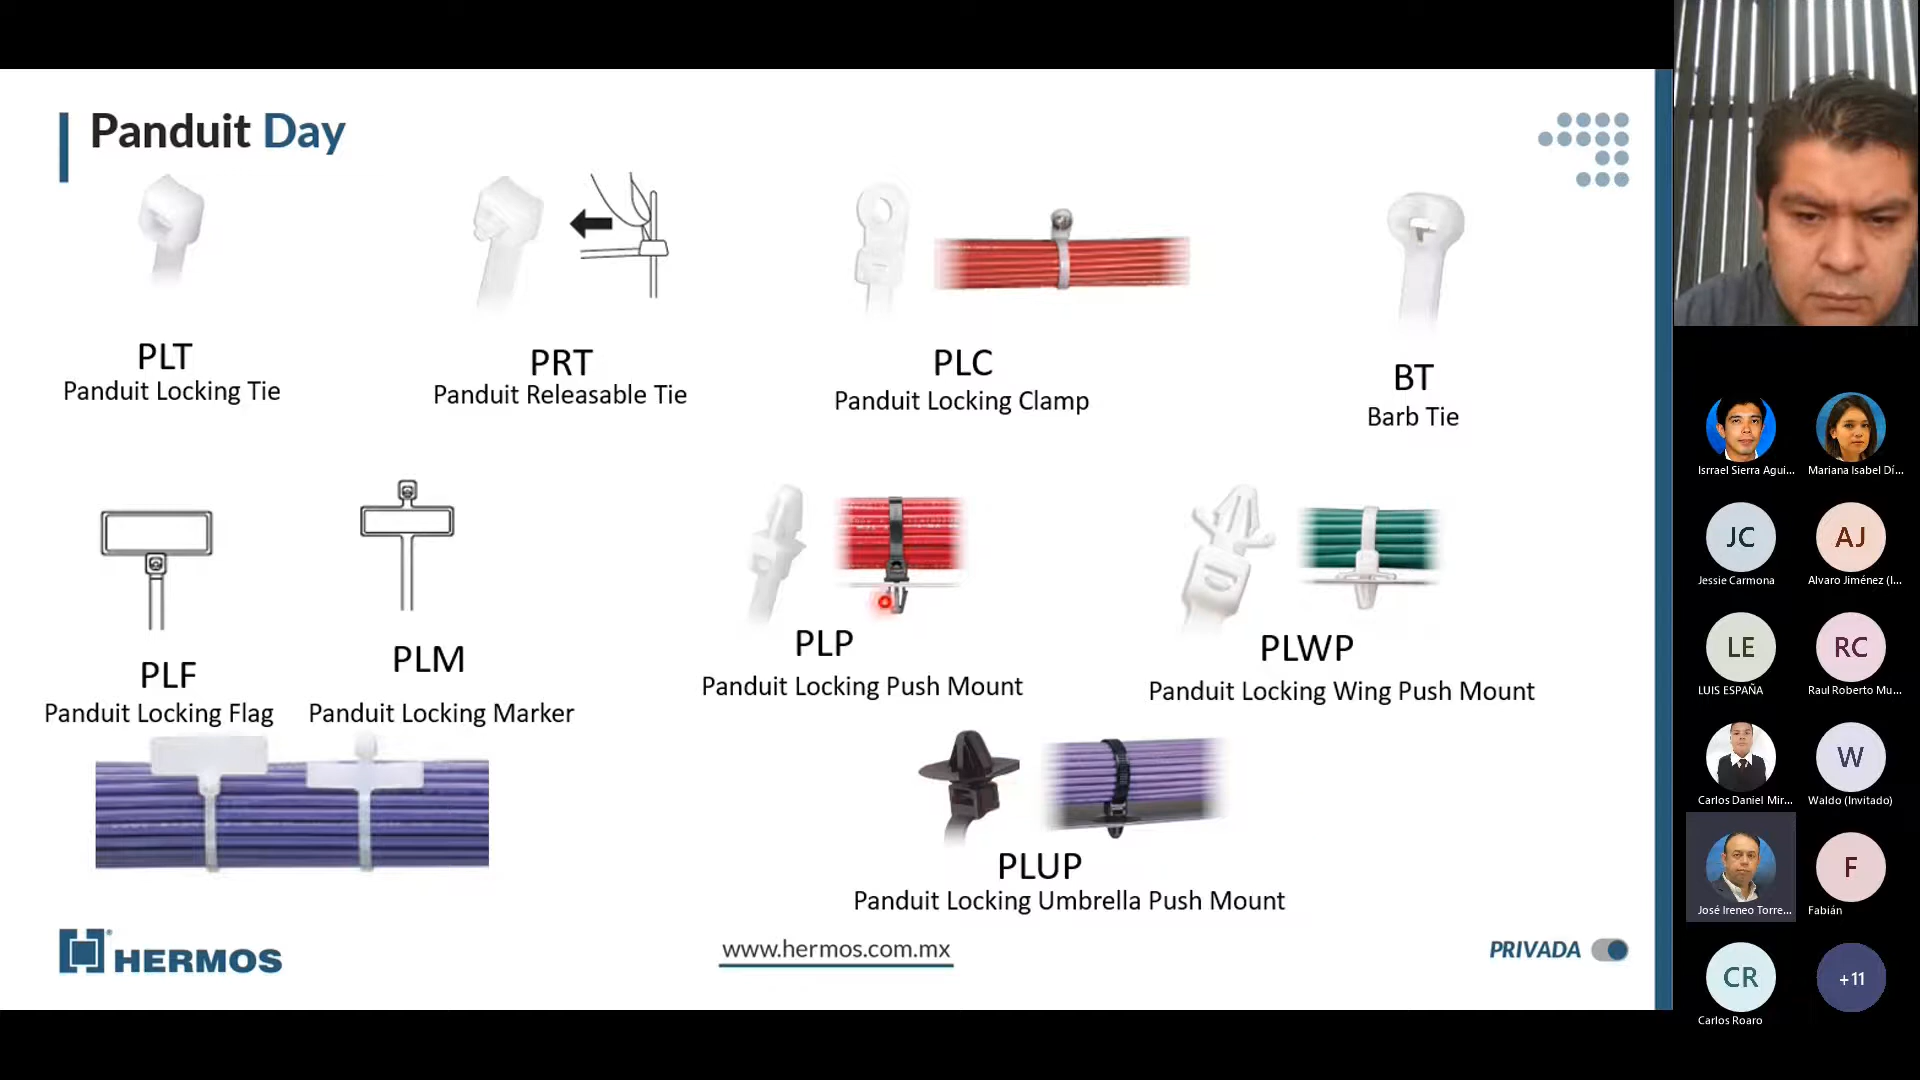 Panduit Day
PLT
Panduit Locking Tie
PRT
Panduit Releasable Tie
PLC
Panduit Locking Clamp
BT
Barb Tie
PLF
Panduit Locking Flag
PLM
Panduit Locking Marker
PLP
Panduit Locking Push Mount
PLWP
Panduit Locking Wing Push Mount
PLUP
Panduit Locking Umbrella Push Mount
HERMOS
www.hermos.com.mx
PRIVADA
Isrrael Sierra Agui...
Mariana Isabel Dí...
JC
Jessie Carmona
AJ
Alvaro Jiménez (I...
LE
LUIS ESPAÑA
RC
Raul Roberto Mu...
Carlos Daniel Mir...
W
Waldo (Invitado)
José Ireneo Torre...
F
Fabián
CR
Carlos Roaro
+11